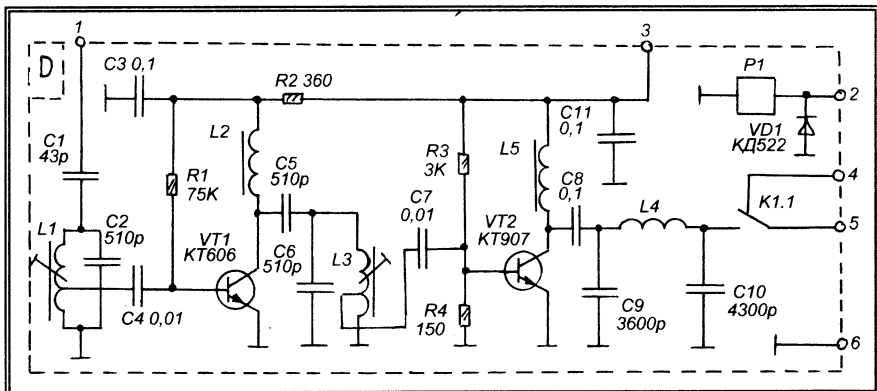 1
3
D
C3 0,1
R2 360
P1
2
C1
43p
L2
C11
0,1
VD1
КД522
R1
75K
C5
510p
R3
3K
L5
C8
0,1
4
C7
0,01
L4
K1.1
5
L1
C2
510p
VT1
KT606
C6
510p
L3
VT2
KT907
C4 0,01
R4
150
C9
3600p
C10
4300p
6